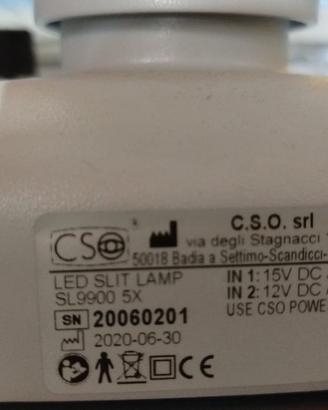 C.S.O. srl
CSO
via degli Stagnacci
50018 Badia a Settimo-Scandicci-
LED SLIT LAMP
SL9900 5X
IN 1: 15V DC
IN 2: 12V DC
USE CSO POWE
SN 20060201
2020-06-30
CE